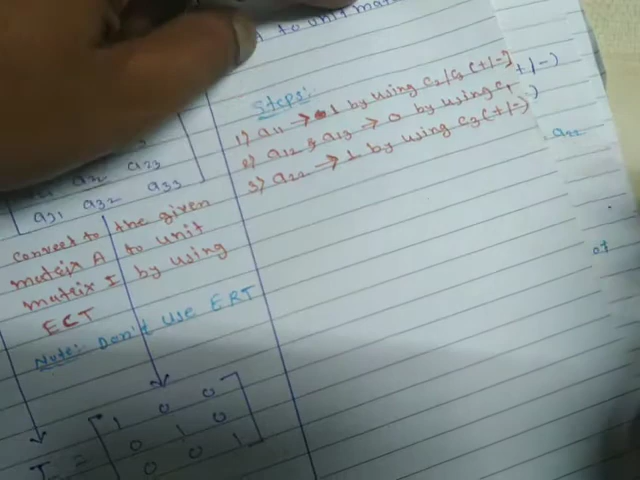 to unit ma
Steps:
1) a11 → 1 by using c2/c3 (+/-)
2) a12 & a13 → 0 by using c1
+/-)
3) a22 → 1 by using c3 (+/-)
a22
a22 a23
a31 a32 a33
Convert to the given
matrix A to unit
matrix I by using
ECT
Note: Don't use ERT
of
1 0 0
0 1 0
0 0 1